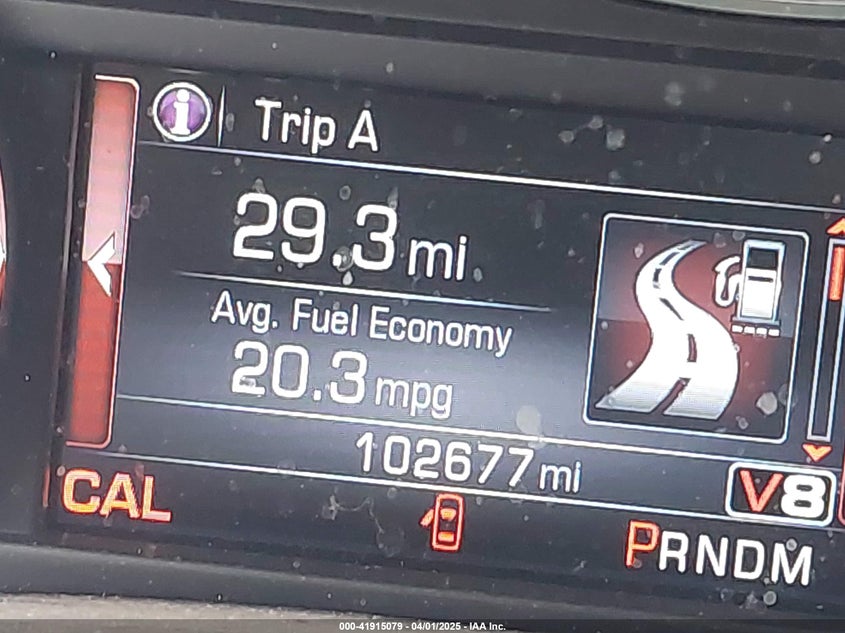 Trip A
29.3 mi
Avg. Fuel Economy
20.3 mpg
102677 mi
V8
CAL
PRNDM
000-41915079 - 04/01/2025 - IAA Inc.